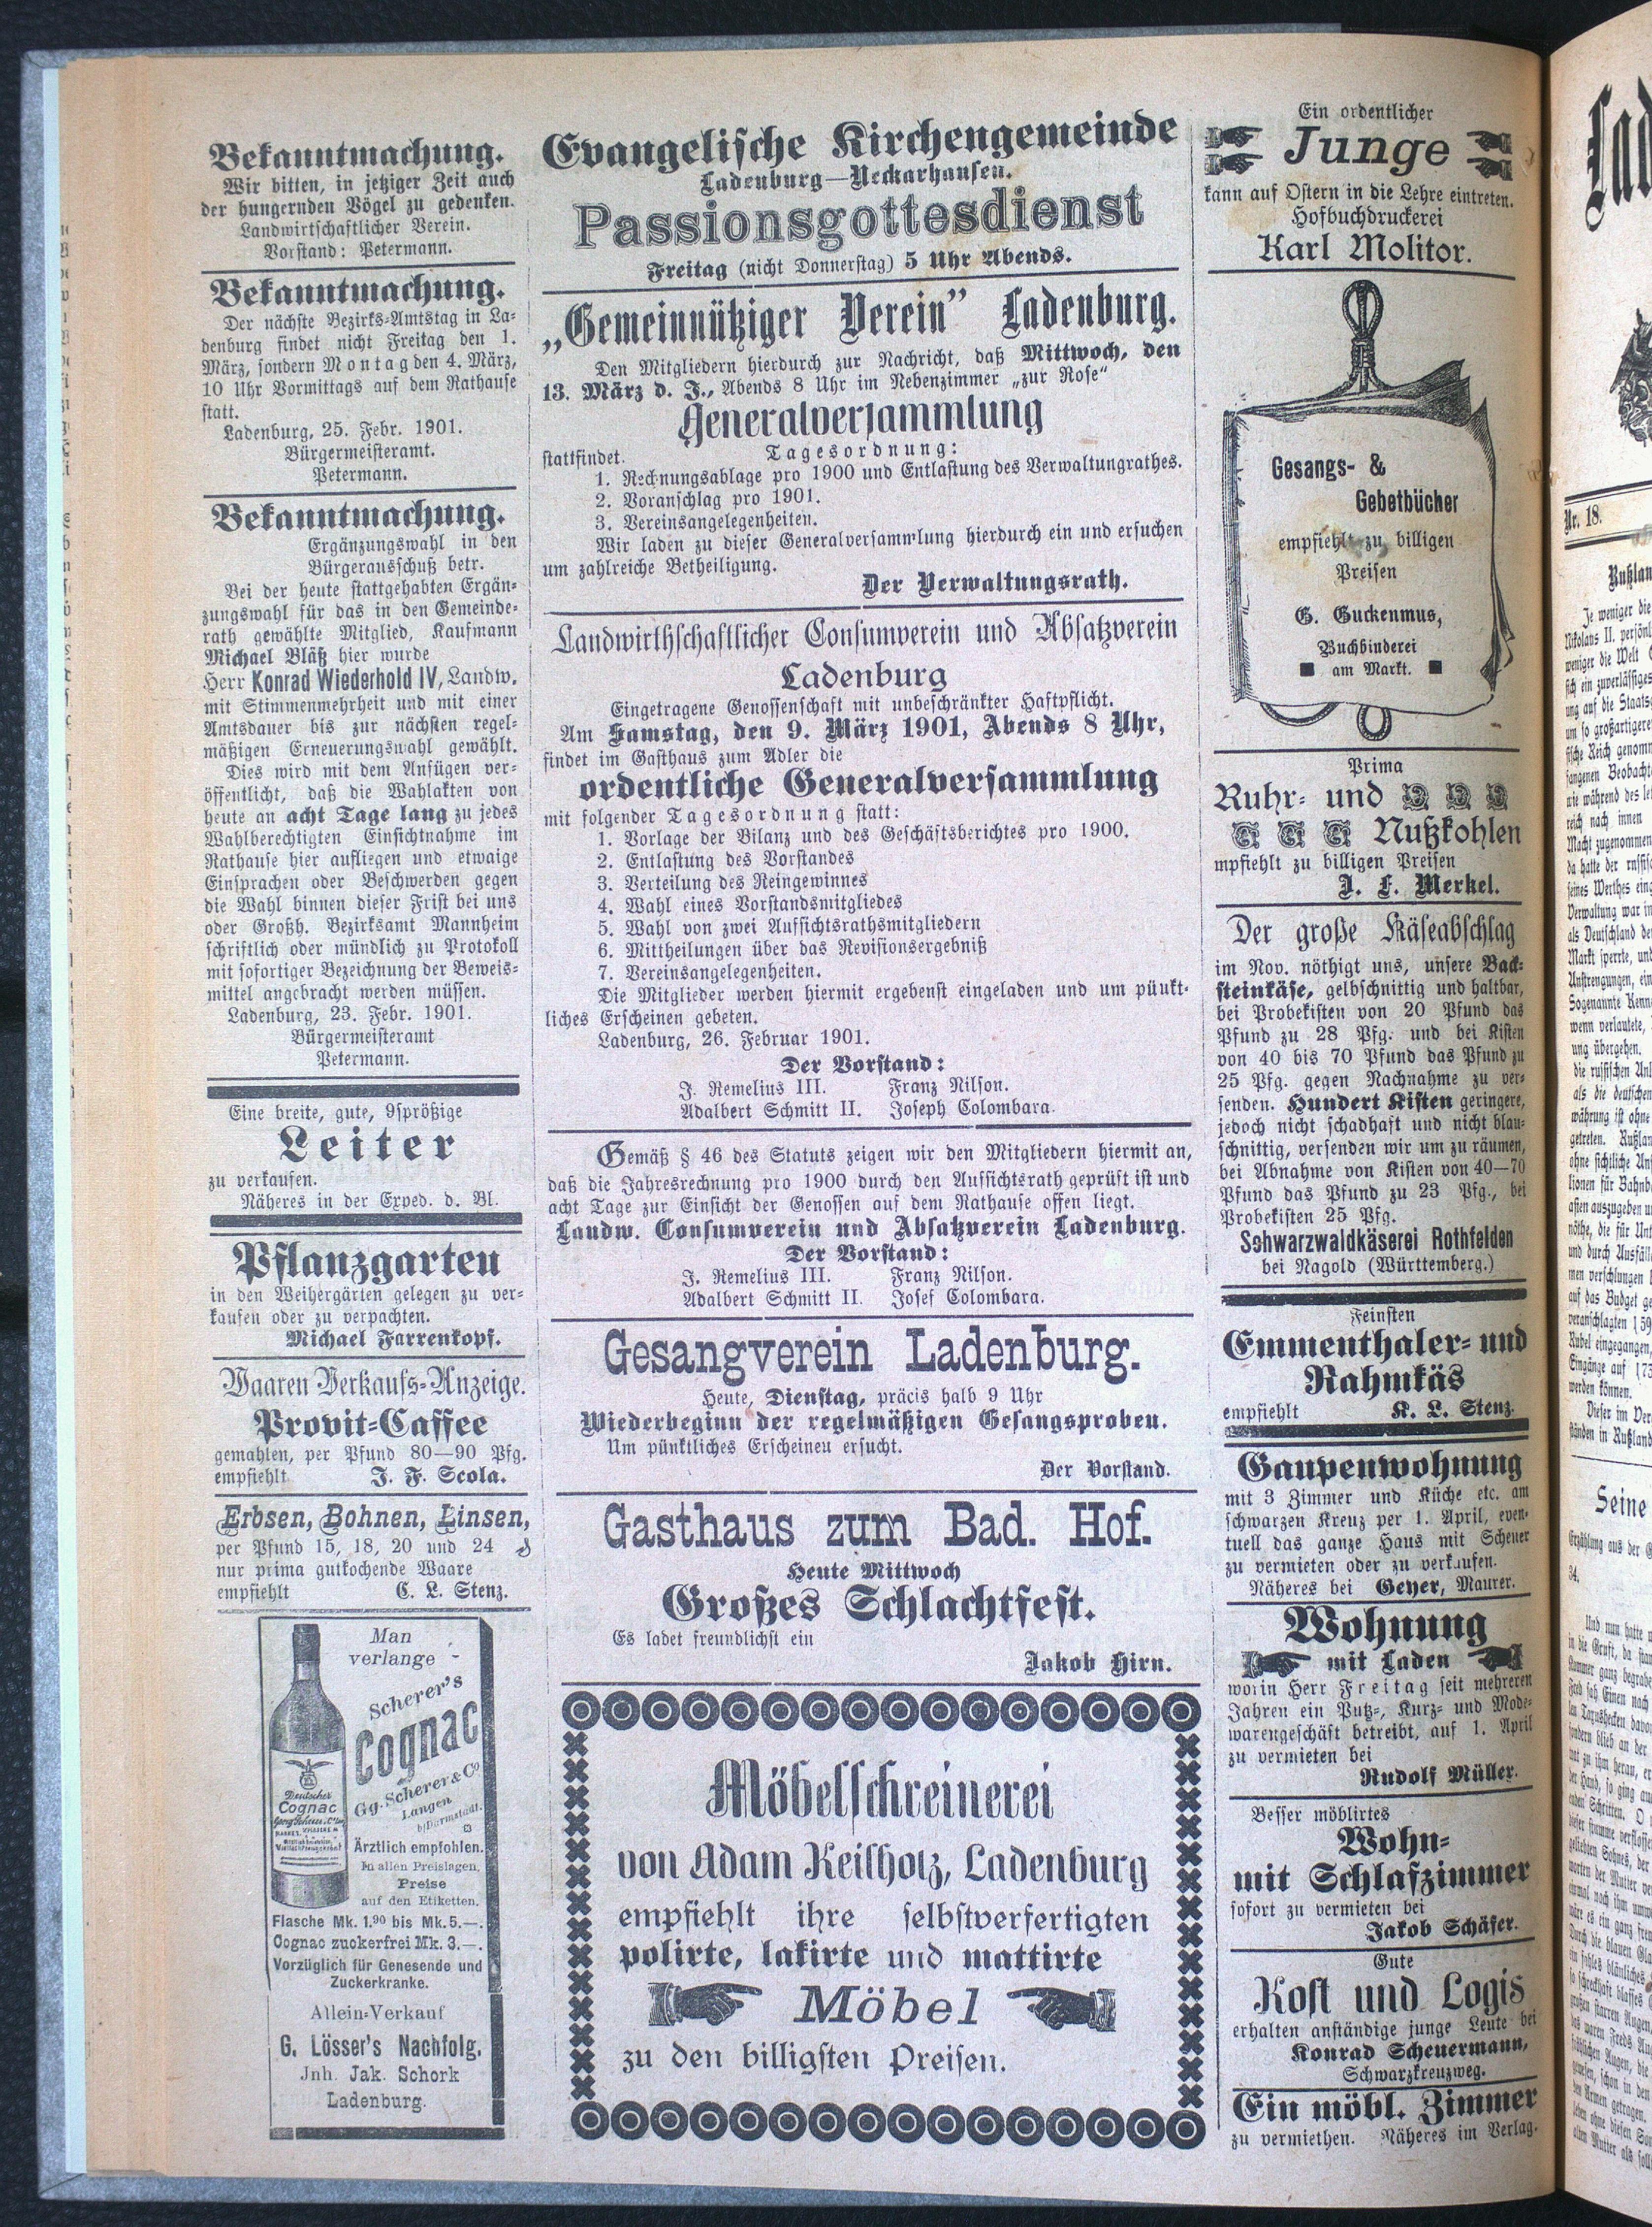 Bekanntmachung.
Wir bitten, in jetziger Zeit auch
der hungernden Vögel zu gedenken.
Landwirtschaftlicher Verein.
Vorstand: Petermann.
Bekanntmachung.
Der nächste Bezirks-Amtstag in La-
denburg findet nicht Freitag den 1.
März, sondern Montag den 4. März,
10 Uhr Vormittags auf dem Rathause
statt.
Ladenburg, 25. Febr. 1901.
Bürgermeisteramt.
Petermann.
Bekanntmachung.
Ergänzungswahl in den
Bürgerausschuß betr.
Bei der heute stattgehabten Ergän-
zungswahl für das in den Gemeinde-
rath gewählte Mitglied, Kaufmann
Michael Bläß hier wurde
Herr Konrad Wiederhold IV, Landw.
mit Stimmenmehrheit und mit einer
Amtsdauer bis zur nächsten regel-
mäßigen Erneuerungswahl gewählt.
Dies wird mit dem Anfügen ver-
öffentlicht, daß die Wahlakten von
heute an acht Tage lang zu jedes
Wahlberechtigten Einsichtnahme im
Rathause hier aufliegen und etwaige
Einsprachen oder Beschwerden gegen
die Wahl binnen dieser Frist bei uns
oder Großh. Bezirksamt Mannheim
schriftlich oder mündlich zu Protokoll
mit sofortiger Bezeichnung der Beweis-
mittel angebracht werden müssen.
Ladenburg, 23. Febr. 1901.
Bürgermeisteramt
Petermann.
Eine breite, gute, 9sprößige
Leiter
zu verkaufen.
Näheres in der Exped. d. Bl.
Pflanzgarten
in den Weihergärten gelegen zu ver-
kaufen oder zu verpachten.
Michael Farrenkopf.
Waaren Verkaufs-Anzeige.
Provit-Caffee
gemahlen, per Pfund 80—90 Pfg.
empfiehlt J. F. Scola.
Erbsen, Bohnen, Linsen,
per Pfund 15, 18, 20 und 24 ₰
nur prima gutkochende Waare
empfiehlt C. L. Stenz.
Man
verlange -
Scherer's
Cognac
Gg. Scherer & Co
Langen
b/Darmstadt.
Deutscher
Cognac
Ärztlich empfohlen.
In allen Preislagen,
Preise
auf den Etiketten.
Flasche Mk. 1.90 bis Mk. 5.—.
Cognac zuckerfrei Mk. 3.—.
Vorzüglich für Genesende und
Zuckerkranke.
Allein-Verkauf
G. Lösser's Nachfolg.
Jnh. Jak. Schork
Ladenburg.
Evangelische Kirchengemeinde
Ladenburg—Neckarhausen.
Passionsgottesdienst
Freitag (nicht Donnerstag) 5 Uhr Abends.
„Gemeinnütziger Verein" Ladenburg.
Den Mitgliedern hierdurch zur Nachricht, daß Mittwoch, den
13. März d. J., Abends 8 Uhr im Nebenzimmer „zur Rose"
Generalversammlung
stattfindet. Tagesordnung:
1. Rechnungsablage pro 1900 und Entlastung des Verwaltungrathes.
2. Voranschlag pro 1901.
3. Vereinsangelegenheiten.
Wir laden zu dieser Generalversammlung hierdurch ein und ersuchen
um zahlreiche Betheiligung.
Der Verwaltungsrath.
Landwirthschaftlicher Consumverein und Absatzverein
Ladenburg
Eingetragene Genossenschaft mit unbeschränkter Haftpflicht.
Am Samstag, den 9. März 1901, Abends 8 Uhr,
findet im Gasthaus zum Adler die
ordentliche Generalversammlung
mit folgender Tagesordnung statt:
1. Vorlage der Bilanz und des Geschäftsberichtes pro 1900.
2. Entlastung des Vorstandes
3. Verteilung des Reingewinnes
4. Wahl eines Vorstandsmitgliedes
5. Wahl von zwei Aufsichtsrathsmitgliedern
6. Mittheilungen über das Revisionsergebniß
7. Vereinsangelegenheiten.
Die Mitglieder werden hiermit ergebenst eingeladen und um pünkt-
liches Erscheinen gebeten.
Ladenburg, 26. Februar 1901.
Der Vorstand:
J. Remelius III. Franz Nilson.
Adalbert Schmitt II. Joseph Colombara.
Gemäß § 46 des Statuts zeigen wir den Mitgliedern hiermit an,
daß die Jahresrechnung pro 1900 durch den Aufsichtsrath geprüft ist und
acht Tage zur Einsicht der Genossen auf dem Rathause offen liegt.
Landw. Consumverein und Absatzverein Ladenburg.
Der Vorstand:
J. Remelius III. Franz Nilson.
Adalbert Schmitt II. Josef Colombara.
Gesangverein Ladenburg.
Heute, Dienstag, präcis halb 9 Uhr
Wiederbeginn der regelmäßigen Gesangsproben.
Um pünktliches Erscheinen ersucht.
Der Vorstand.
Gasthaus zum Bad. Hof.
Heute Mittwoch
Großes Schlachtfest.
Es ladet freundlichst ein
Jakob Hirn.
Möbelschreinerei
von Adam Keilholz, Ladenburg
empfiehlt ihre selbstverfertigten
polirte, lakirte und mattirte
Möbel
zu den billigsten Preisen.
Ein ordentlicher
Junge
kann auf Ostern in die Lehre eintreten.
Hofbuchdruckerei
Karl Molitor.
Gesangs- &
Gebetbücher
empfiehlt zu billigen
Preisen
G. Guckenmus,
Buchbinderei
am Markt.
Prima
Ruhr- und
Nußkohlen
mpfiehlt zu billigen Preisen
J. F. Merkel.
Der große Käseabschlag
im Nov. nöthigt uns, unsere Back-
steinkäse, gelbschnittig und haltbar,
bei Probekisten von 20 Pfund das
Pfund zu 28 Pfg. und bei Kisten
von 40 bis 70 Pfund das Pfund zu
25 Pfg. gegen Nachnahme zu ver-
senden. Hundert Kisten geringere,
jedoch nicht schadhaft und nicht blau-
schnittig, versenden wir um zu räumen,
bei Abnahme von Kisten von 40—70
Pfund das Pfund zu 23 Pfg., bei
Probekisten 25 Pfg.
Schwarzwaldkäserei Rothfelden
bei Nagold (Württemberg.)
Feinsten
Emmenthaler- und
Rahmkäs
empfiehlt K. L. Stenz.
Gaupenwohnung
mit 3 Zimmer und Küche etc. am
schwarzen Kreuz per 1. April, even-
tuell das ganze Haus mit Scheuer
zu vermieten oder zu verkaufen.
Näheres bei Geyer, Maurer.
Wohnung
mit Laden
worin Herr Freitag seit mehreren
Jahren ein Putz-, Kurz- und Mode-
warengeschäft betreibt, auf 1. April
zu vermieten bei
Rudolf Müller.
Besser möblirtes
Wohn-
mit Schlafzimmer
sofort zu vermieten bei
Jakob Schäfer.
Gute
Kost und Logis
erhalten anständige junge Leute bei
Konrad Scheuermann,
Schwarzkreuzweg.
Ein möbl. Zimmer
zu vermiethen. Näheres im Verlag.
Lad
Nr. 18.
Rußlan
Je weniger die
Nikolaus II.
weniger die Welt
Seine
34.